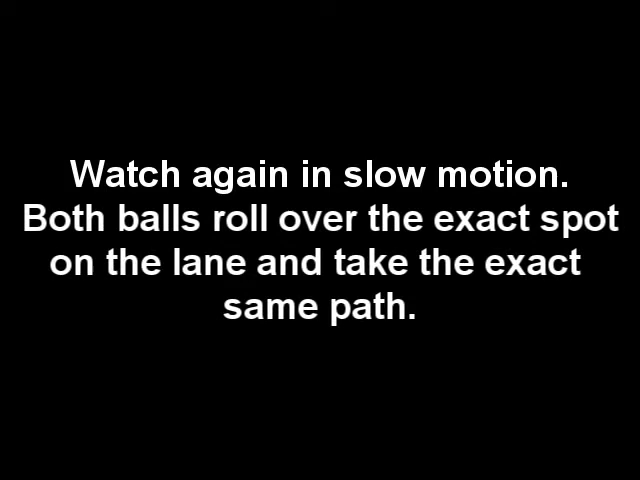 Watch again in slow motion.
Both balls roll over the exact spot
on the lane and take the exact
same path.